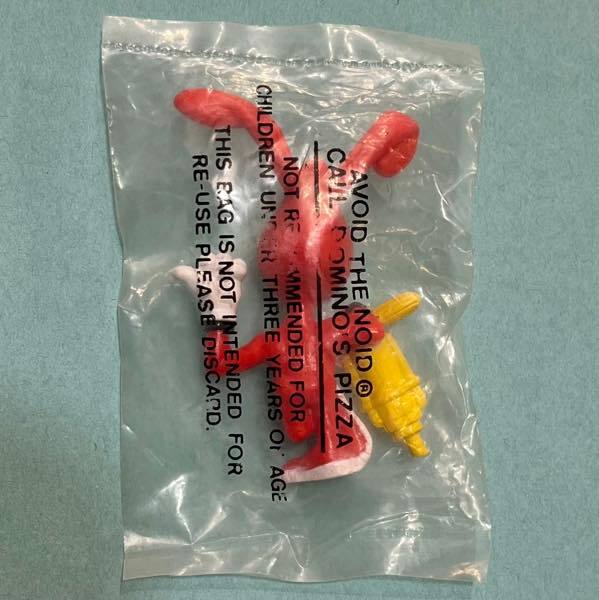 AVOID THE NOID®
CALL DOMINO'S PIZZA
NOT RECOMMENDED FOR
CHILDREN UNDER THREE YEARS OF AGE
THIS BAG IS NOT INTENDED FOR
RE-USE PLEASE DISCARD.